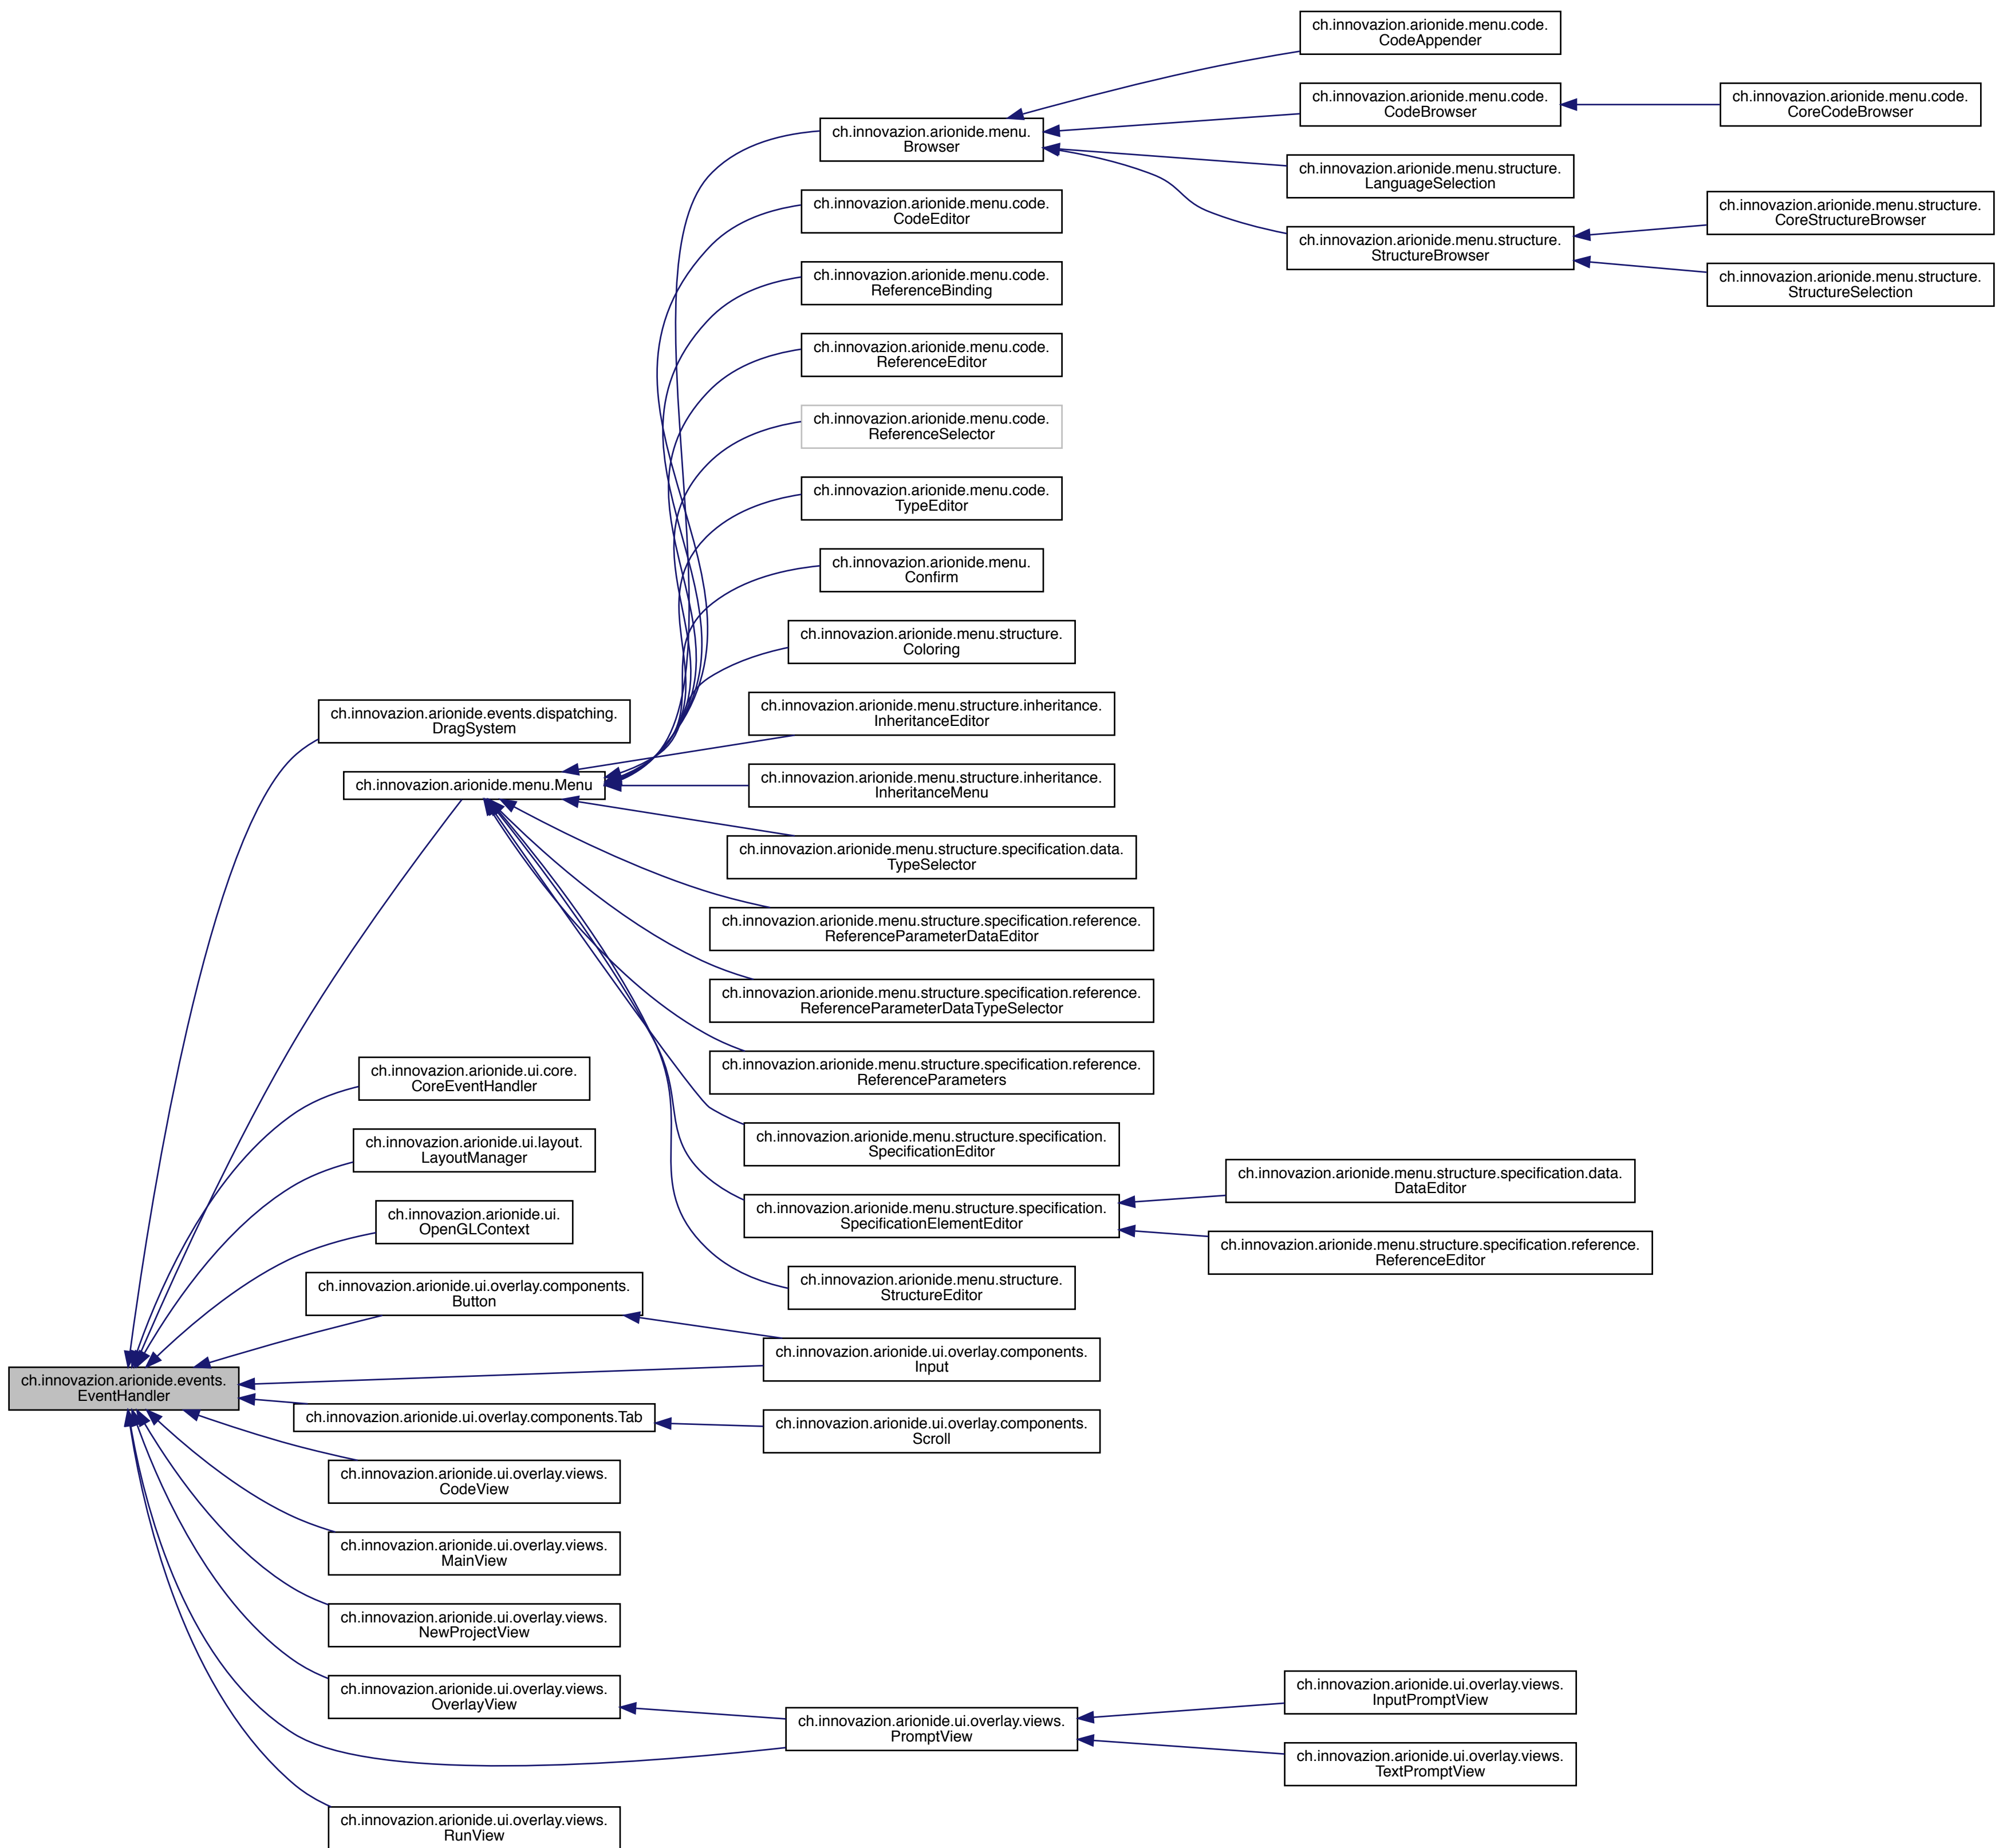 ch.innovazion.arionide.menu.code.
CodeAppender
ch.innovazion.arionide.menu.code.
CodeBrowser
ch.innovazion.arionide.menu.code.
CoreCodeBrowser
ch.innovazion.arionide.menu.
Browser
ch.innovazion.arionide.menu.structure.
LanguageSelection
ch.innovazion.arionide.menu.structure.
CoreStructureBrowser
ch.innovazion.arionide.menu.code.
CodeEditor
ch.innovazion.arionide.menu.structure.
StructureBrowser
ch.innovazion.arionide.menu.structure.
StructureSelection
ch.innovazion.arionide.menu.code.
ReferenceBinding
ch.innovazion.arionide.menu.code.
ReferenceEditor
ch.innovazion.arionide.menu.code.
ReferenceSelector
ch.innovazion.arionide.menu.code.
TypeEditor
ch.innovazion.arionide.menu.
Confirm
ch.innovazion.arionide.menu.structure.
Coloring
ch.innovazion.arionide.menu.structure.inheritance.
InheritanceEditor
ch.innovazion.arionide.events.dispatching.
DragSystem
ch.innovazion.arionide.menu.Menu
ch.innovazion.arionide.menu.structure.inheritance.
InheritanceMenu
ch.innovazion.arionide.menu.structure.specification.data.
TypeSelector
ch.innovazion.arionide.menu.structure.specification.reference.
ReferenceParameterDataEditor
ch.innovazion.arionide.menu.structure.specification.reference.
ReferenceParameterDataTypeSelector
ch.innovazion.arionide.menu.structure.specification.reference.
ReferenceParameters
ch.innovazion.arionide.ui.core.
CoreEventHandler
ch.innovazion.arionide.menu.structure.specification.
SpecificationEditor
ch.innovazion.arionide.ui.layout.
LayoutManager
ch.innovazion.arionide.menu.structure.specification.data.
DataEditor
ch.innovazion.arionide.menu.structure.specification.
SpecificationElementEditor
ch.innovazion.arionide.ui.
OpenGLContext
ch.innovazion.arionide.menu.structure.specification.reference.
ReferenceEditor
ch.innovazion.arionide.menu.structure.
StructureEditor
ch.innovazion.arionide.ui.overlay.components.
Button
ch.innovazion.arionide.ui.overlay.components.
Input
ch.innovazion.arionide.events.
EventHandler
ch.innovazion.arionide.ui.overlay.components.Tab
ch.innovazion.arionide.ui.overlay.components.
Scroll
ch.innovazion.arionide.ui.overlay.views.
CodeView
ch.innovazion.arionide.ui.overlay.views.
MainView
ch.innovazion.arionide.ui.overlay.views.
NewProjectView
ch.innovazion.arionide.ui.overlay.views.
OverlayView
ch.innovazion.arionide.ui.overlay.views.
InputPromptView
ch.innovazion.arionide.ui.overlay.views.
PromptView
ch.innovazion.arionide.ui.overlay.views.
TextPromptView
ch.innovazion.arionide.ui.overlay.views.
RunView